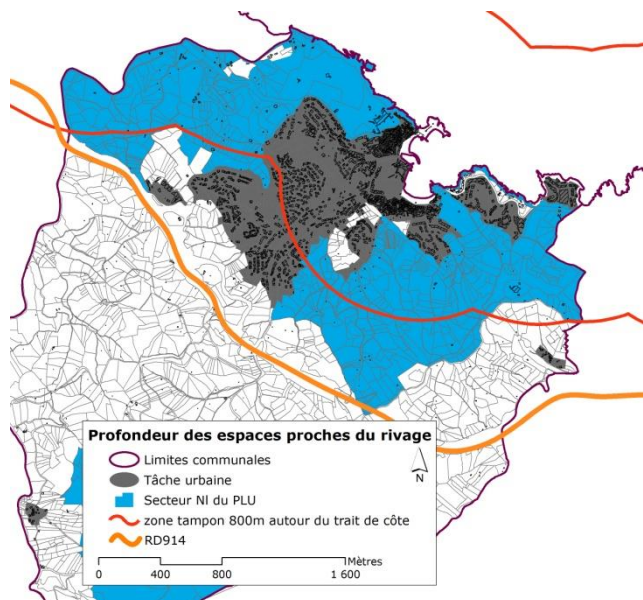 Profondeur des espaces proches du rivage
Limites communales
Tâche urbaine
Secteur Nl du PLU
zone tampon 800m autour du trait de côte
RD914
N
Mètres
0 400 800 1 600